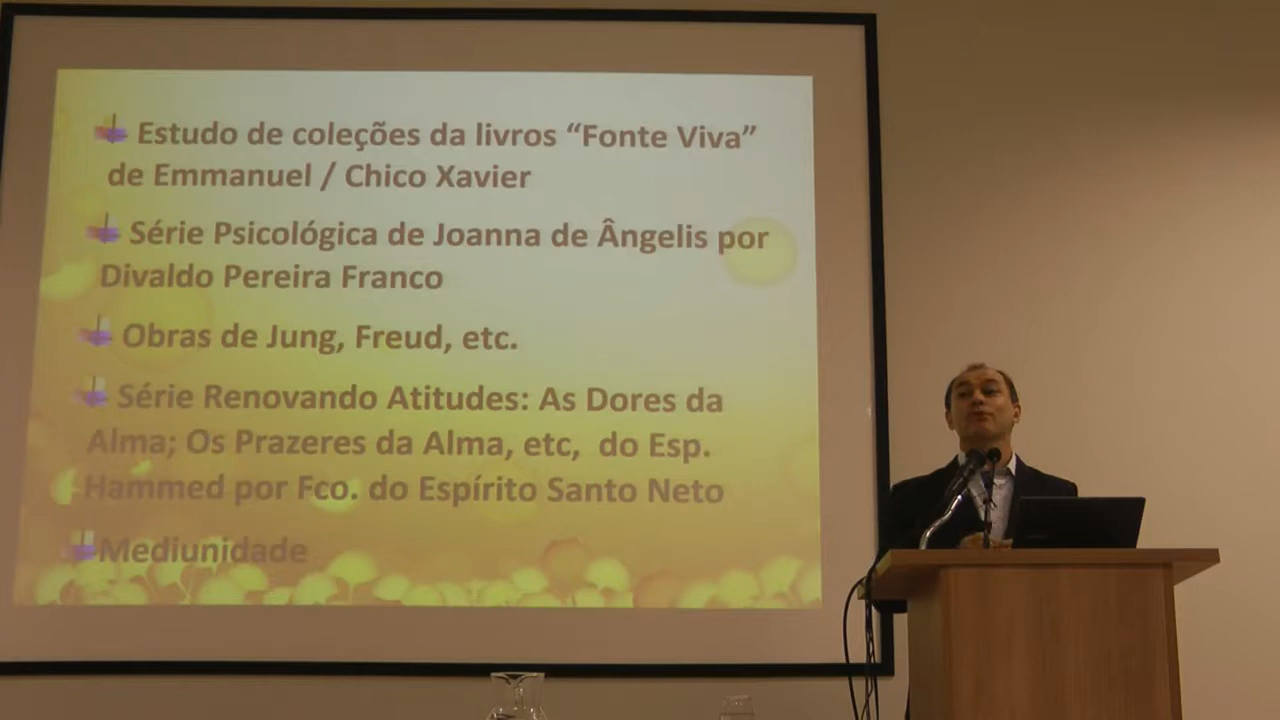 Estudo de coleções da livros “Fonte Viva”
de Emmanuel / Chico Xavier
Série Psicológica de Joanna de Ângelis por
Divaldo Pereira Franco
Obras de Jung, Freud, etc.
Série Renovando Atitudes: As Dores da
Alma; Os Prazeres da Alma, etc, do Esp.
Hammed por Fco. do Espírito Santo Neto
Mediunidade